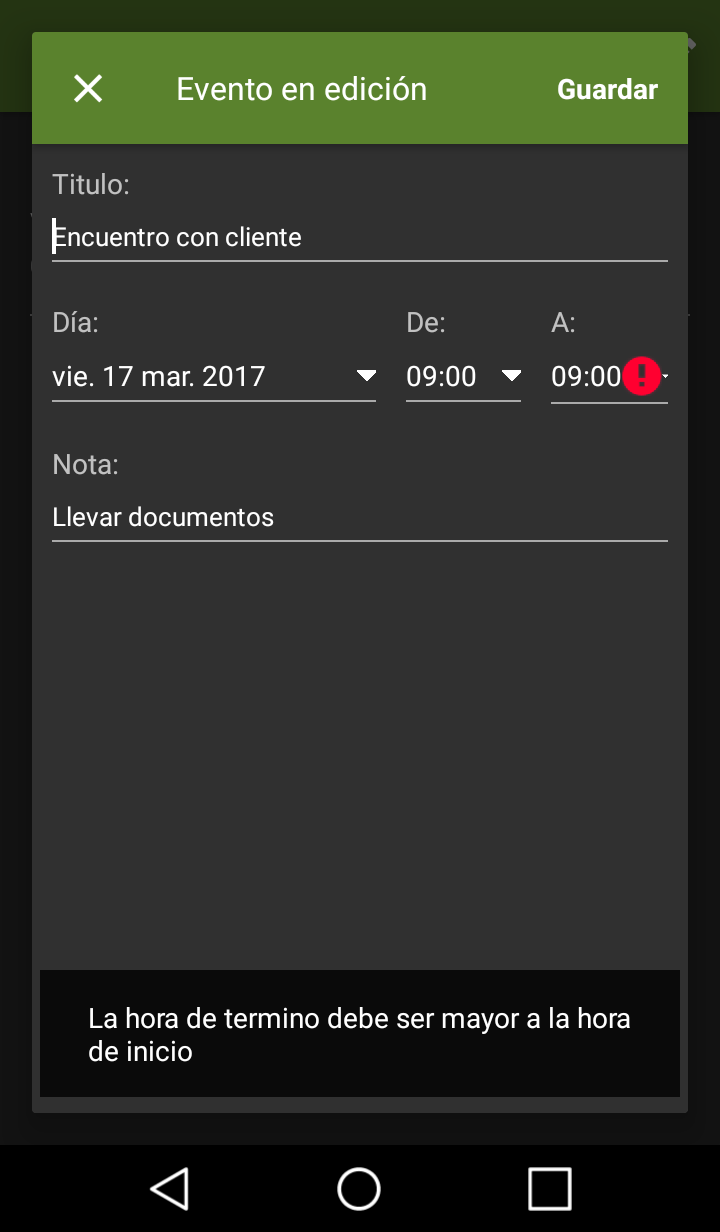 Evento en edición
Guardar
Titulo:
Encuentro con cliente
Día:
De:
A:
vie. 17 mar. 2017
09:00
09:00
Nota:
Llevar documentos
La hora de termino debe ser mayor a la hora
de inicio